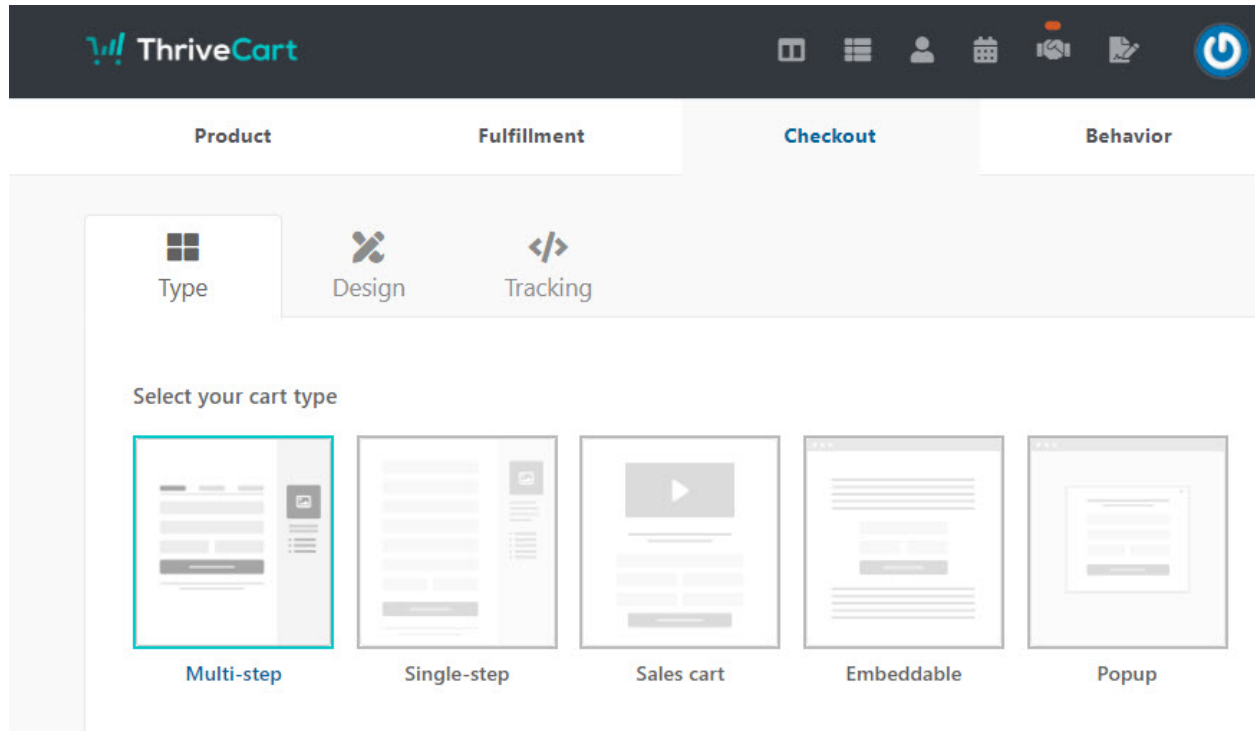 ThriveCart
Product Fulfillment Checkout Behavior
Type Design Tracking
Select your cart type
Multi-step Single-step Sales cart Embeddable Popup